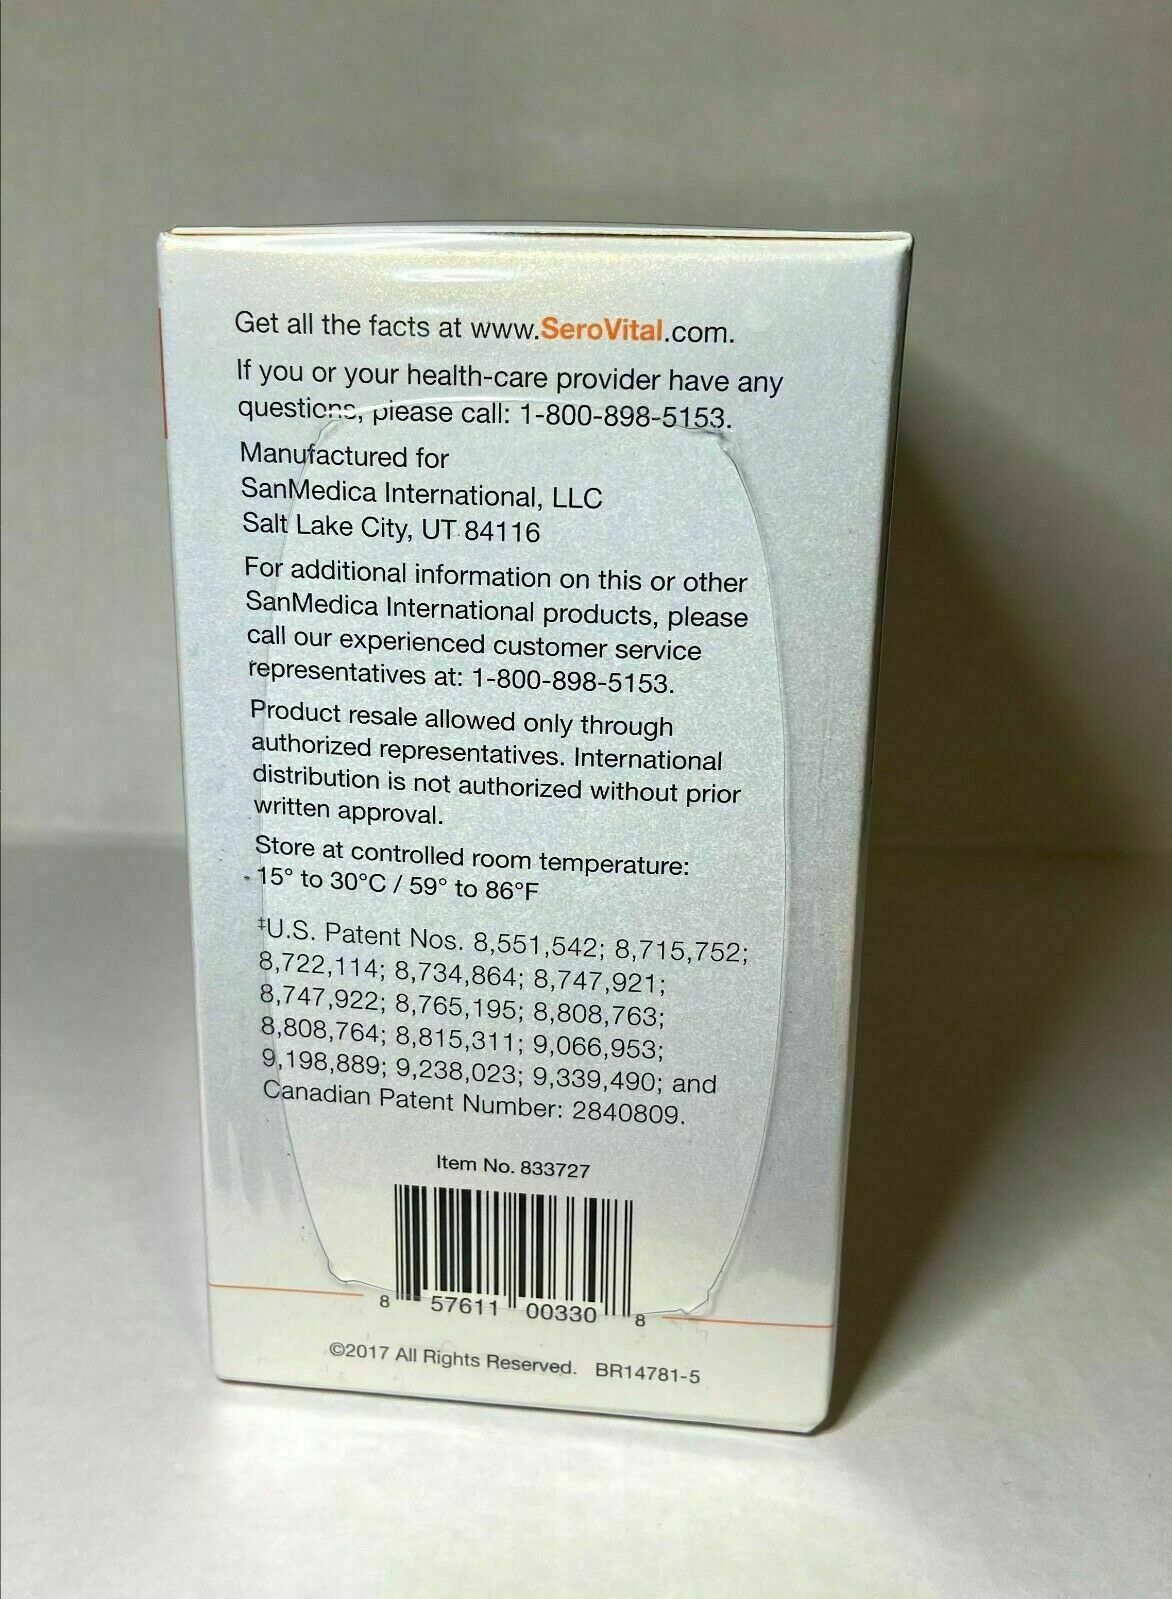 Get all the facts at www.SeroVital.com.
If you or your health-care provider have any
questions, please call: 1-800-898-5153.
Manufactured for
SanMedica International, LLC
Salt Lake City, UT 84116
For additional information on this or other
SanMedica International products, please
call our experienced customer service
representatives at: 1-800-898-5153.
Product resale allowed only through
authorized representatives. International
distribution is not authorized without prior
written approval.
Store at controlled room temperature:
15° to 30°C / 59° to 86°F
‡U.S. Patent Nos. 8,551,542; 8,715,752;
8,722,114; 8,734,864; 8,747,921;
8,747,922; 8,765,195; 8,808,763;
8,808,764; 8,815,311; 9,066,953;
9,198,889; 9,238,023; 9,339,490; and
Canadian Patent Number: 2840809.
Item No. 833727
8 57611 00330 8
©2017 All Rights Reserved. BR14781-5